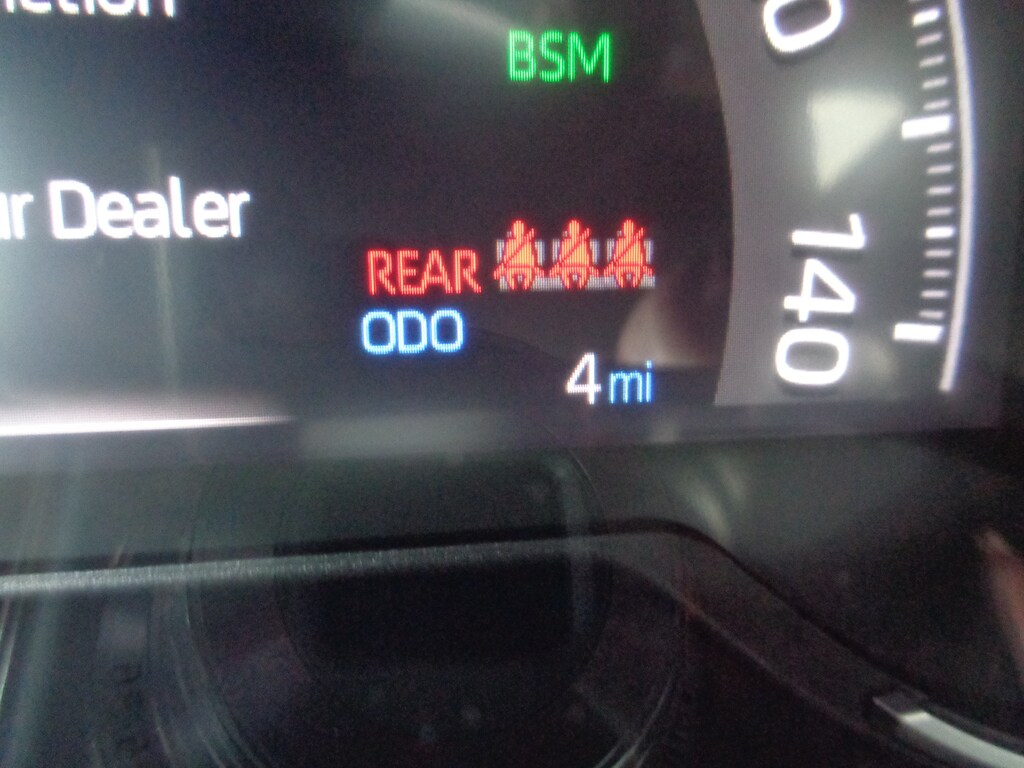 BSM
Dealer
REAR
ODO
4 mi
140